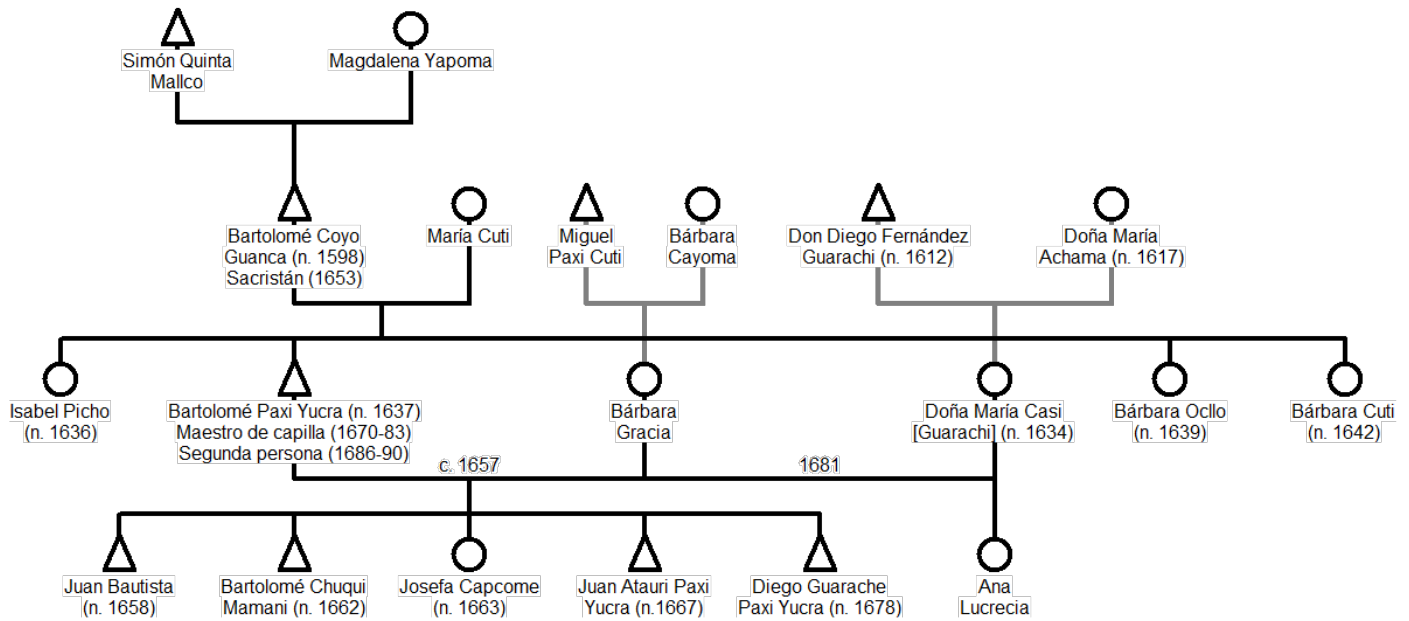 Simón Quinta
Mallco
Magdalena Yapoma
Bartolomé Coyo
Guanca (n. 1598)
Sacristán (1653)
María Cuti
Miguel
Paxi Cuti
Bárbara
Cayoma
Don Diego Fernández
Guarachi (n. 1612)
Doña María
Achama (n. 1617)
Isabel Picho
(n. 1636)
Bartolomé Paxi Yucra (n. 1637)
Maestro de capilla (1670-83)
Segunda persona (1686-90)
Bárbara
Gracia
Doña María Casi
[Guarachi] (n. 1634)
Bárbara Ocllo
(n. 1639)
Bárbara Cuti
(n. 1642)
c. 1657
1681
Juan Bautista
(n. 1658)
Bartolomé Chuqui
Mamani (n. 1662)
Josefa Capcome
(n. 1663)
Juan Atauri Paxi
Yucra (n.1667)
Diego Guarache
Paxi Yucra (n. 1678)
Ana
Lucrecia